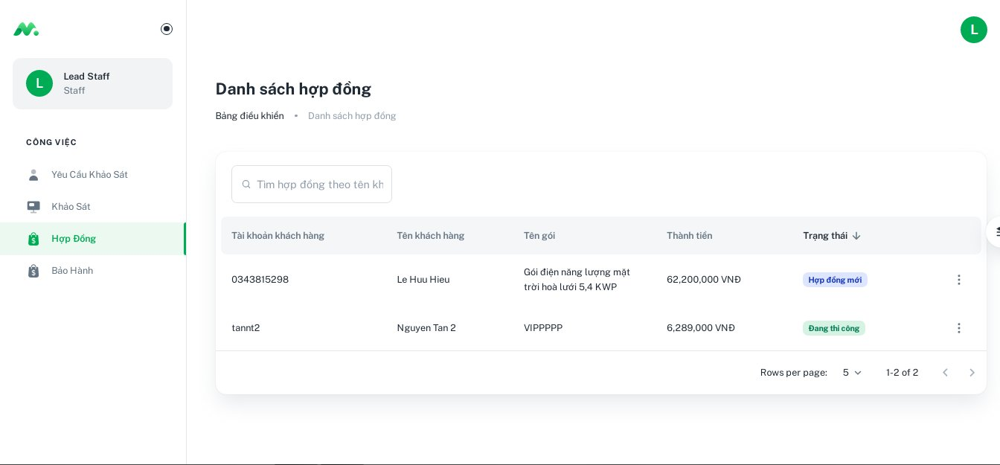 L
L
Lead Staff
Staff
Danh sách hợp đồng
Bảng điều khiển • Danh sách hợp đồng
CÔNG VIỆC
Yêu Cầu Khảo Sát
Khảo Sát
Hợp Đồng
Bảo Hành
Tìm hợp đồng theo tên kh
Tài khoản khách hàng Tên khách hàng Tên gói Thành tiền Trạng thái
0343815298 Le Huu Hieu Gói điện năng lượng mặt
trời hoà lưới 5,4 KWP 62,200,000 VNĐ Hợp đồng mới
tannt2 Nguyen Tan 2 VIPPPPP 6,289,000 VNĐ Đang thi công
Rows per page: 5 1-2 of 2